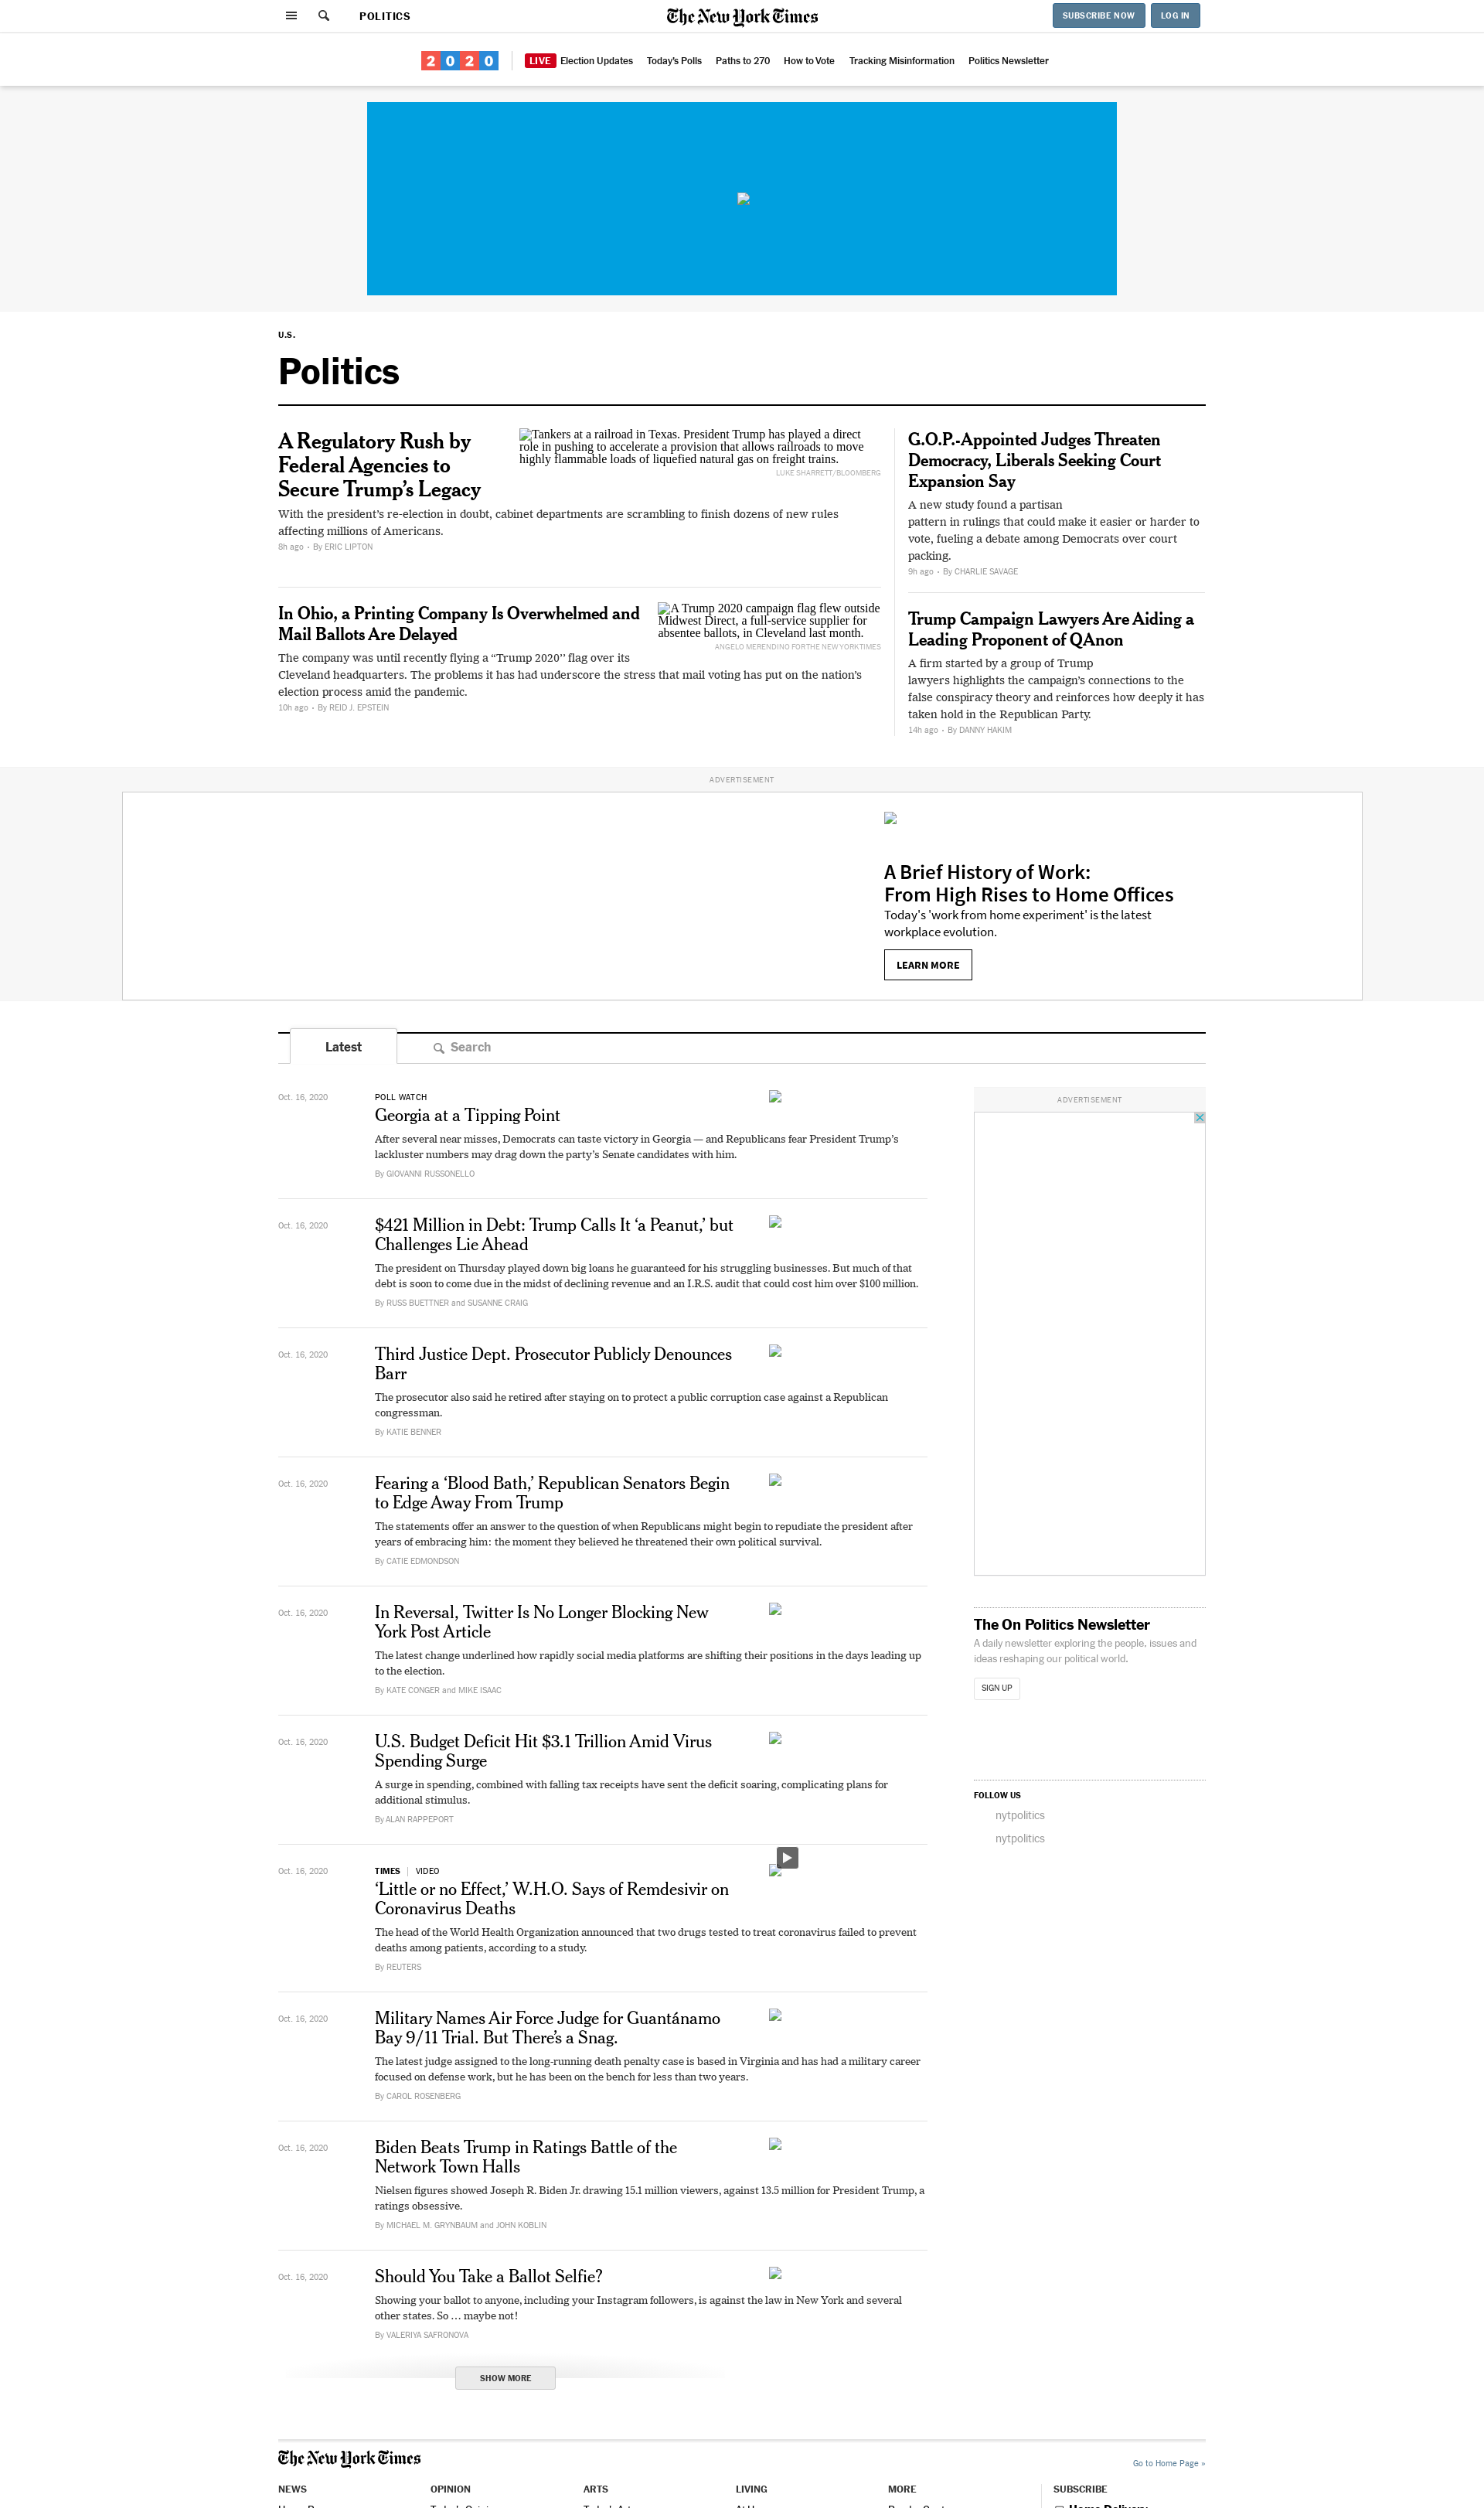 POLITICS
The New York Times
SUBSCRIBE NOW
LOG IN
2020
LIVE Election Updates
Today's Polls
Paths to 270
How to Vote
Tracking Misinformation
Politics Newsletter
U.S.
Politics
A Regulatory Rush by
Federal Agencies to
Secure Trump’s Legacy
Tankers at a railroad in Texas. President Trump has played a direct
role in pushing to accelerate a provision that allows railroads to move
highly flammable loads of liquefied natural gas on freight trains.
LUKE SHARRETT/BLOOMBERG
With the president’s re-election in doubt, cabinet departments are scrambling to finish dozens of new rules
affecting millions of Americans.
8h ago • By ERIC LIPTON
In Ohio, a Printing Company Is Overwhelmed and
Mail Ballots Are Delayed
A Trump 2020 campaign flag flew outside
Midwest Direct, a full-service supplier for
absentee ballots, in Cleveland last month.
ANGELO MERENDINO FOR THE NEW YORK TIMES
The company was until recently flying a “Trump 2020’’ flag over its
Cleveland headquarters. The problems it has had underscore the stress that mail voting has put on the nation’s
election process amid the pandemic.
10h ago • By REID J. EPSTEIN
G.O.P.-Appointed Judges Threaten
Democracy, Liberals Seeking Court
Expansion Say
A new study found a partisan
pattern in rulings that could make it easier or harder to
vote, fueling a debate among Democrats over court
packing.
9h ago • By CHARLIE SAVAGE
Trump Campaign Lawyers Are Aiding a
Leading Proponent of QAnon
A firm started by a group of Trump
lawyers highlights the campaign’s connections to the
false conspiracy theory and reinforces how deeply it has
taken hold in the Republican Party.
14h ago • By DANNY HAKIM
ADVERTISEMENT
A Brief History of Work:
From High Rises to Home Offices
Today's 'work from home experiment' is the latest
workplace evolution.
LEARN MORE
Latest
Search
Oct. 16, 2020
POLL WATCH
Georgia at a Tipping Point
After several near misses, Democrats can taste victory in Georgia — and Republicans fear President Trump’s
lackluster numbers may drag down the party’s Senate candidates with him.
By GIOVANNI RUSSONELLO
Oct. 16, 2020
$421 Million in Debt: Trump Calls It ‘a Peanut,’ but
Challenges Lie Ahead
The president on Thursday played down big loans he guaranteed for his struggling businesses. But much of that
debt is soon to come due in the midst of declining revenue and an I.R.S. audit that could cost him over $100 million.
By RUSS BUETTNER and SUSANNE CRAIG
Oct. 16, 2020
Third Justice Dept. Prosecutor Publicly Denounces
Barr
The prosecutor also said he retired after staying on to protect a public corruption case against a Republican
congressman.
By KATIE BENNER
Oct. 16, 2020
Fearing a ‘Blood Bath,’ Republican Senators Begin
to Edge Away From Trump
The statements offer an answer to the question of when Republicans might begin to repudiate the president after
years of embracing him: the moment they believed he threatened their own political survival.
By CATIE EDMONDSON
Oct. 16, 2020
In Reversal, Twitter Is No Longer Blocking New
York Post Article
The latest change underlined how rapidly social media platforms are shifting their positions in the days leading up
to the election.
By KATE CONGER and MIKE ISAAC
Oct. 16, 2020
U.S. Budget Deficit Hit $3.1 Trillion Amid Virus
Spending Surge
A surge in spending, combined with falling tax receipts have sent the deficit soaring, complicating plans for
additional stimulus.
By ALAN RAPPEPORT
Oct. 16, 2020
TIMES | VIDEO
‘Little or no Effect,’ W.H.O. Says of Remdesivir on
Coronavirus Deaths
The head of the World Health Organization announced that two drugs tested to treat coronavirus failed to prevent
deaths among patients, according to a study.
By REUTERS
Oct. 16, 2020
Military Names Air Force Judge for Guantánamo
Bay 9/11 Trial. But There’s a Snag.
The latest judge assigned to the long-running death penalty case is based in Virginia and has had a military career
focused on defense work, but he has been on the bench for less than two years.
By CAROL ROSENBERG
Oct. 16, 2020
Biden Beats Trump in Ratings Battle of the
Network Town Halls
Nielsen figures showed Joseph R. Biden Jr. drawing 15.1 million viewers, against 13.5 million for President Trump, a
ratings obsessive.
By MICHAEL M. GRYNBAUM and JOHN KOBLIN
Oct. 16, 2020
Should You Take a Ballot Selfie?
Showing your ballot to anyone, including your Instagram followers, is against the law in New York and several
other states. So … maybe not!
By VALERIYA SAFRONOVA
SHOW MORE
ADVERTISEMENT
The On Politics Newsletter
A daily newsletter exploring the people, issues and
ideas reshaping our political world.
SIGN UP
FOLLOW US
nytpolitics
nytpolitics
The New York Times
Go to Home Page »
NEWS
OPINION
ARTS
LIVING
MORE
SUBSCRIBE